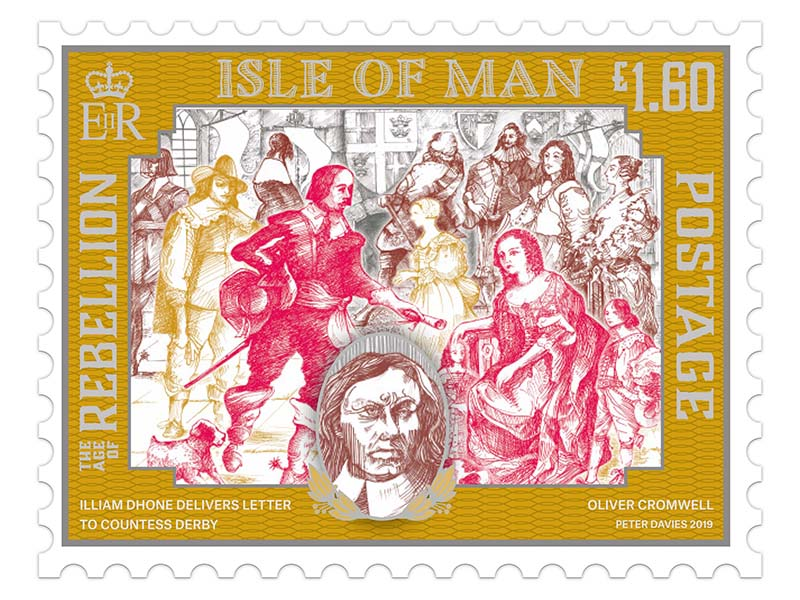 ISLE OF MAN
£1.60
EIIR
THE AGE OF REBELLION
POSTAGE
ILLIAM DHONE DELIVERS LETTER
TO COUNTESS DERBY
OLIVER CROMWELL
PETER DAVIES 2019